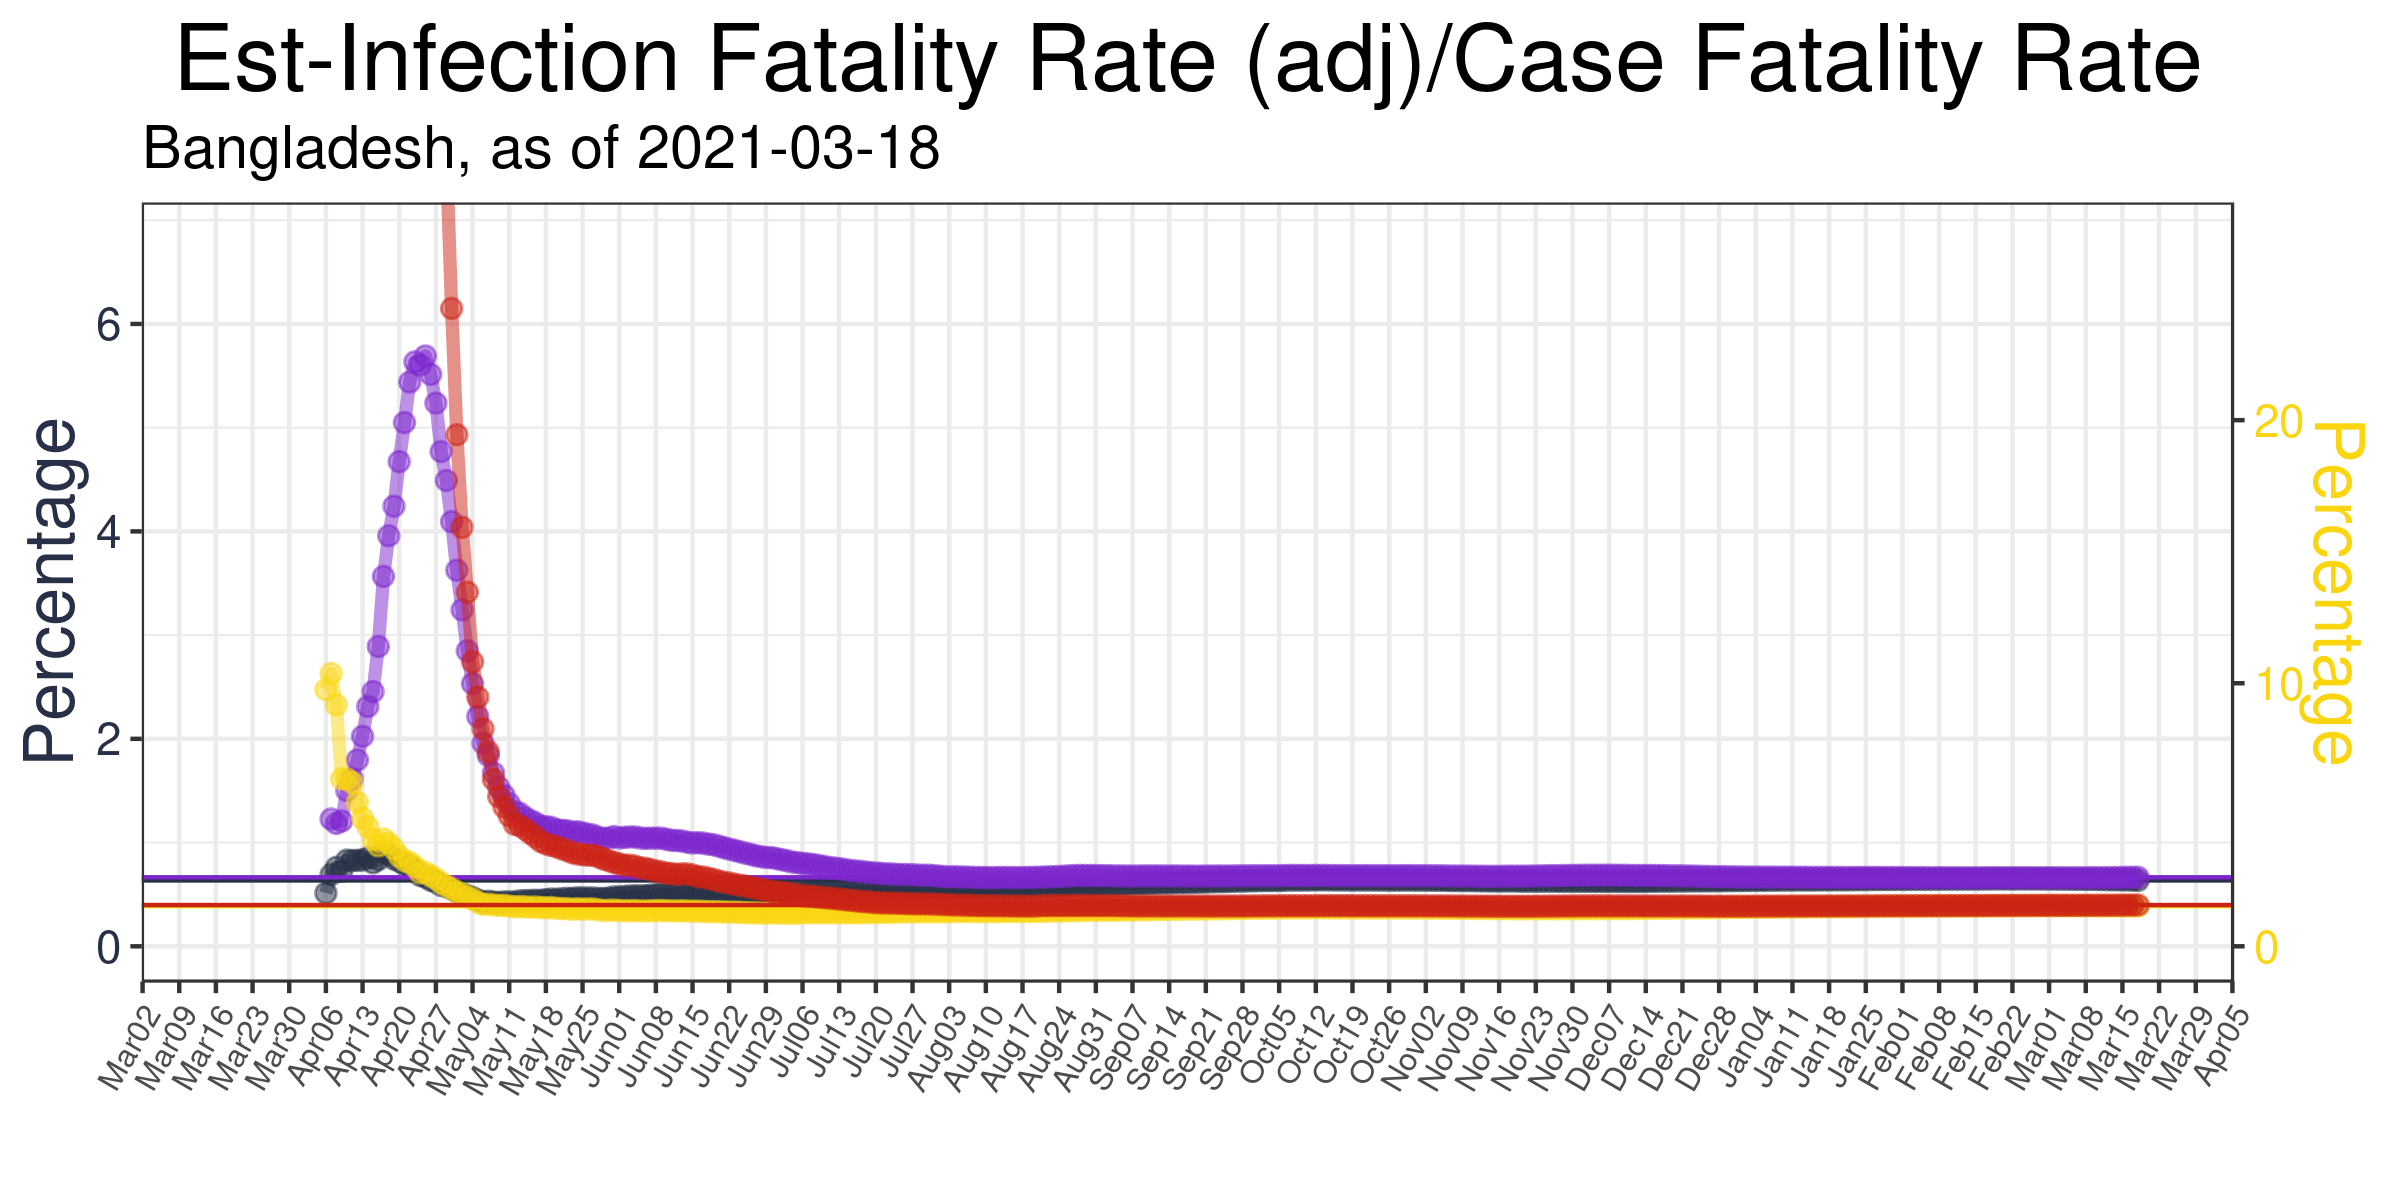 Est-Infection Fatality Rate (adj)/Case Fatality Rate
Bangladesh, as of 2021-03-18
Percentage
6
4
2
0
20
10
0
Percentage
Mar02
Mar09
Mar16
Mar23
Mar30
Apr06
Apr13
Apr20
Apr27
May04
May11
May18
May25
Jun01
Jun08
Jun15
Jun22
Jun29
Jul06
Jul13
Jul20
Jul27
Aug03
Aug10
Aug17
Aug24
Aug31
Sep07
Sep14
Sep21
Sep28
Oct05
Oct12
Oct19
Oct26
Nov02
Nov09
Nov16
Nov23
Nov30
Dec07
Dec14
Dec21
Dec28
Jan04
Jan11
Jan18
Jan25
Feb01
Feb08
Feb15
Feb22
Mar01
Mar08
Mar15
Mar22
Mar29
Apr05